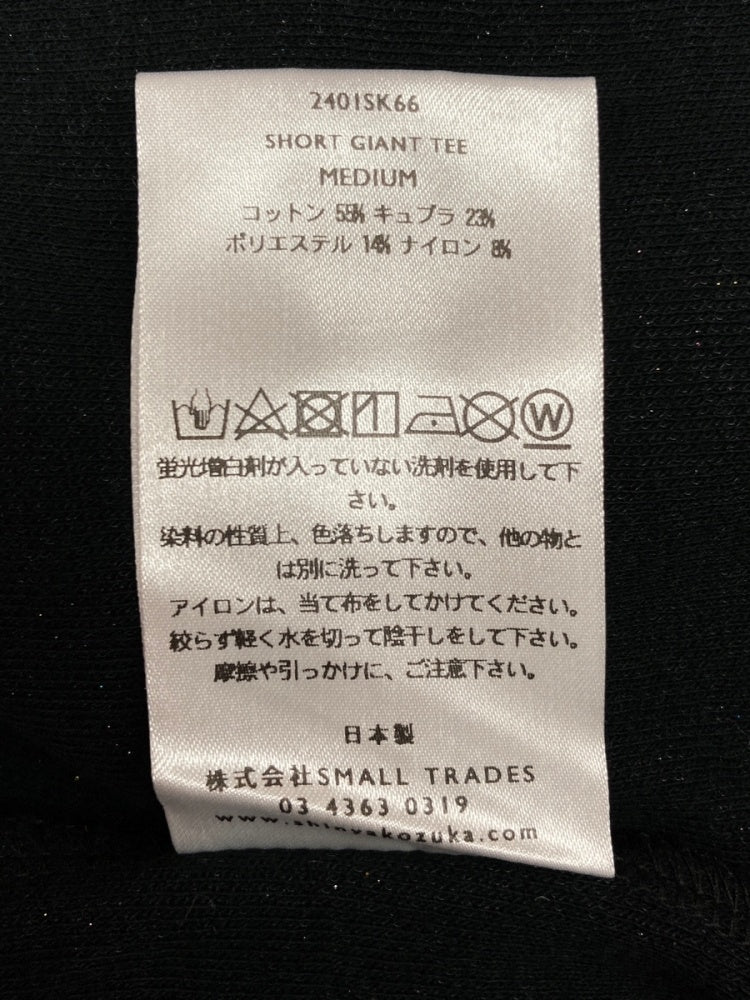 2401SK66
SHORT GIANT TEE
MEDIUM
コットン 55% キュプラ 23%
ポリエステル 14% ナイロン 8%
W
蛍光増白剤が入っていない洗剤を使用して下
さい。
染料の性質上、色落ちしますので、他の物と
は別に洗って下さい。
アイロンは、当て布をしてかけてください。
絞らず軽く水を切って陰干しをして下さい。
摩擦や引っかけに、ご注意下さい。
日本製
株式会社SMALL TRADES
03 4363 0319
www.shinyakozuka.com